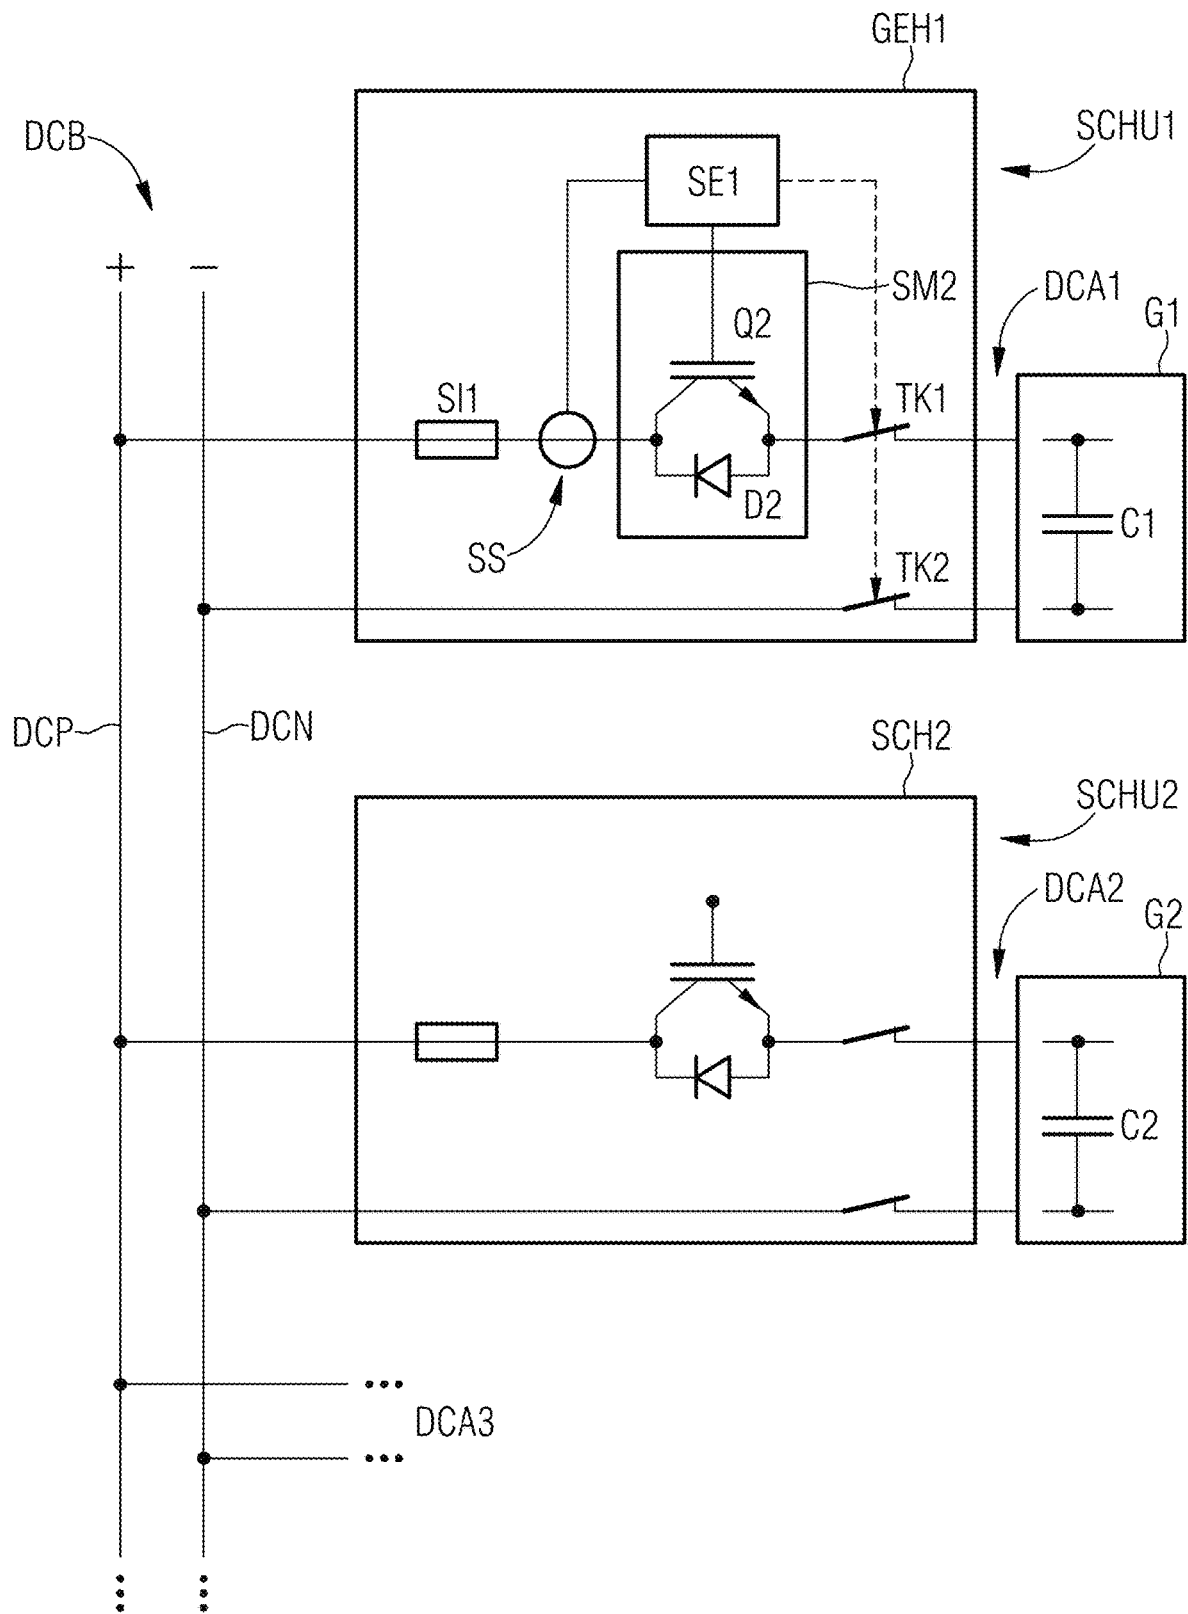 GEH1
DCB
SCHU1
SE1
+ −
SM2
DCA1
Q2
G1
SI1
TK1
D2
C1
SS
TK2
DCP
DCN
SCH2
SCHU2
DCA2
G2
C2
DCA3